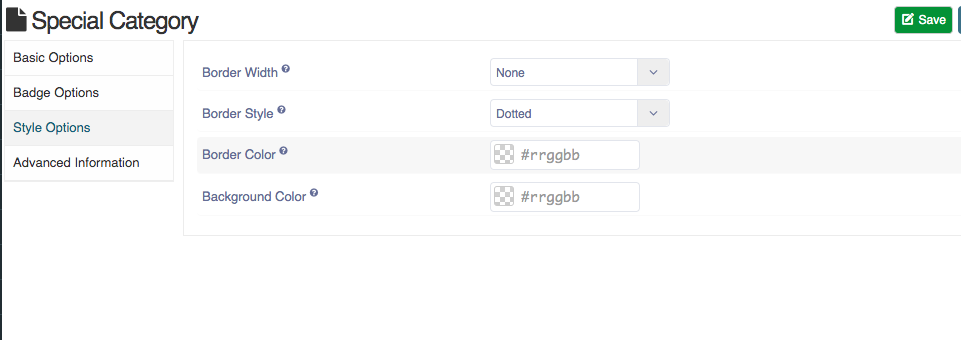 Special Category
Save
Basic Options
Badge Options
Style Options
Advanced Information
Border Width ?
None
Border Style ?
Dotted
Border Color ?
#rrggbb
Background Color ?
#rrggbb